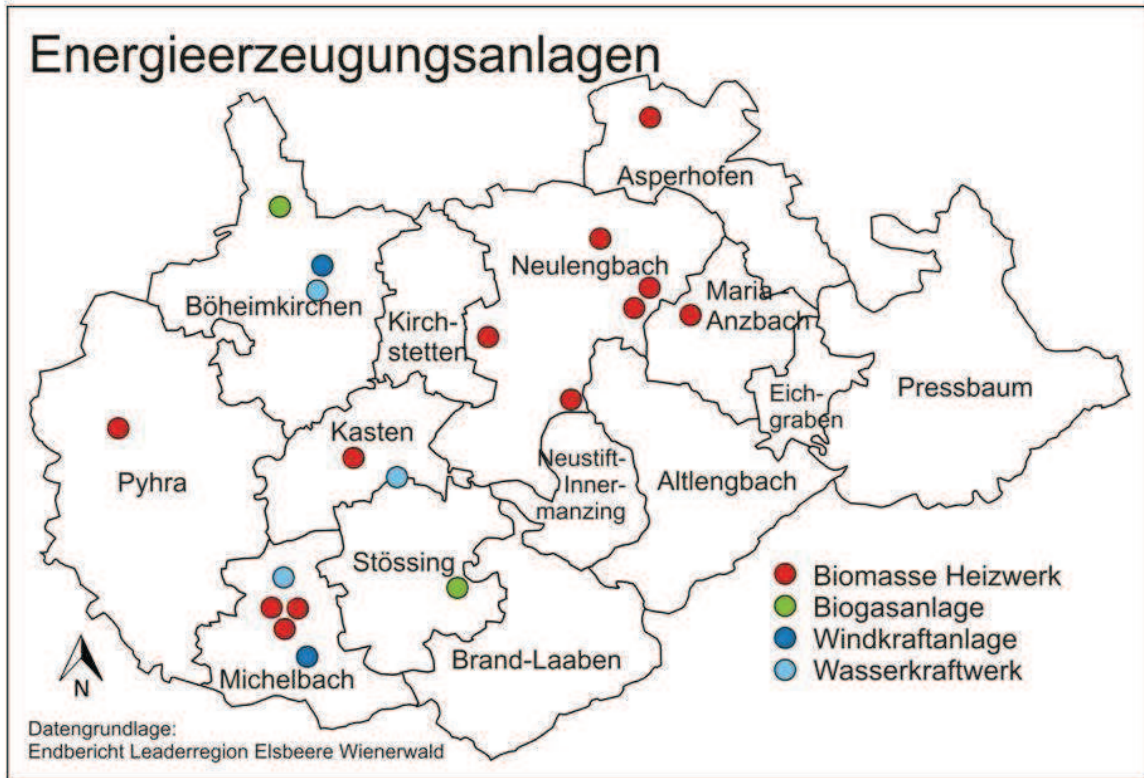 Energieerzeugungsanlagen
Asperhofen
Neulengbach
Maria-
Anzbach
Böheimkirchen
Kirch-
stetten
Eich-
graben
Pressbaum
Kasten
Pyhra
Neustift-
Inner-
manzing
Altlengbach
Stössing
Brand-Laaben
Michelbach
Biomasse Heizwerk
Biogasanlage
Windkraftanlage
Wasserkraftwerk
N
Datengrundlage:
Endbericht Leaderregion Elsbeere Wienerwald